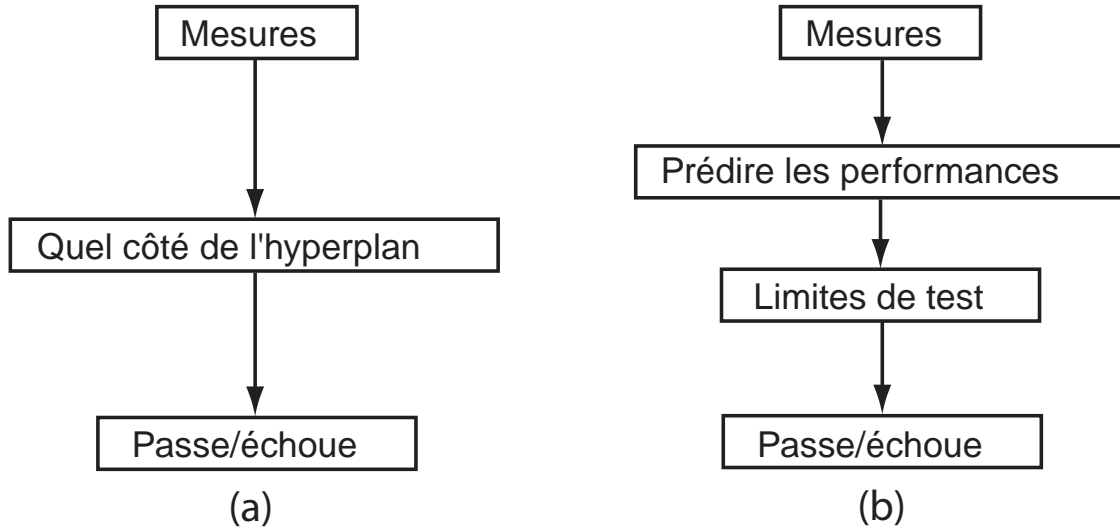 Mesures
Quel côté de l'hyperplan
Passe/échoue
(a)
Mesures
Prédire les performances
Limites de test
Passe/échoue
(b)